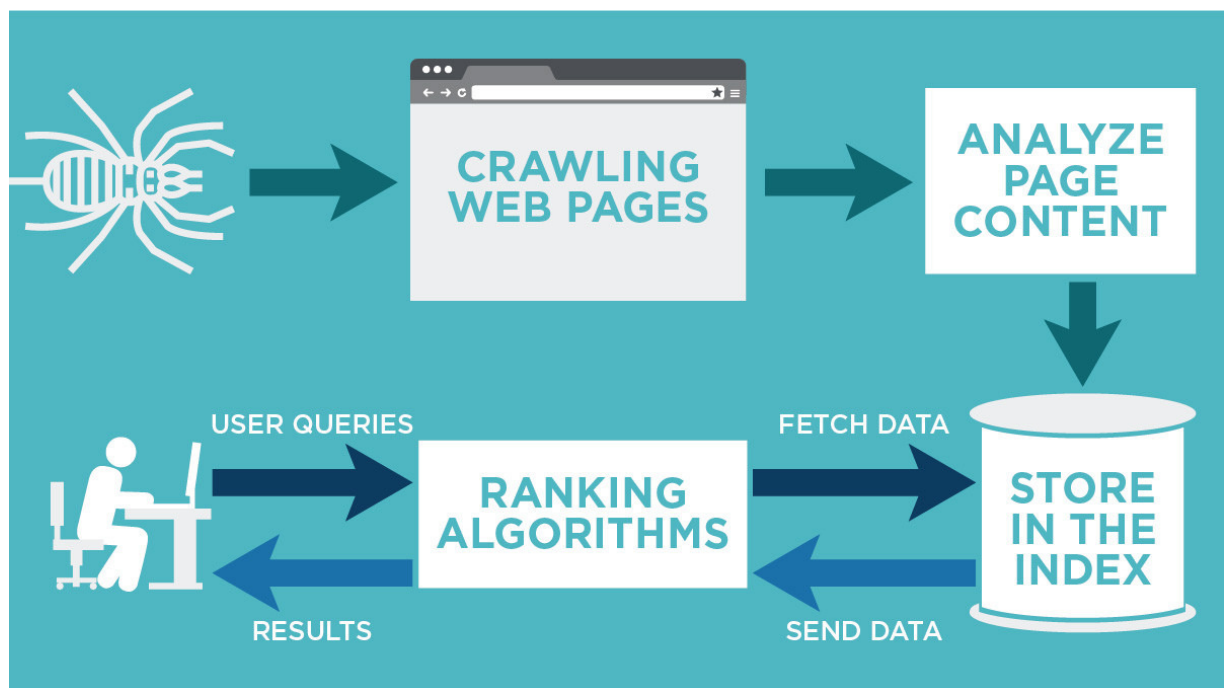 CRAWLING
WEB PAGES
ANALYZE
PAGE
CONTENT
USER QUERIES
FETCH DATA
RANKING
ALGORITHMS
STORE
IN THE
INDEX
RESULTS
SEND DATA